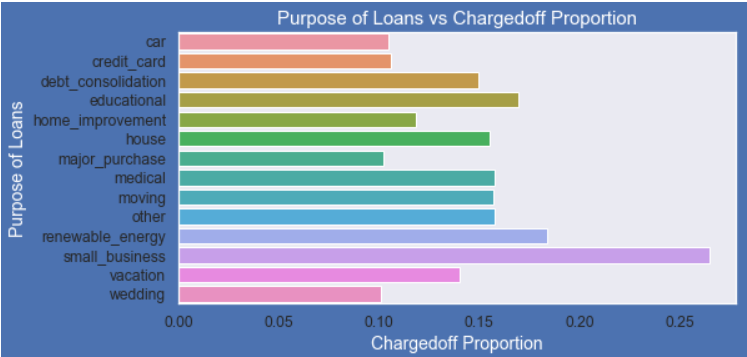 Purpose of Loans vs Chargedoff Proportion
Purpose of Loans
car
credit_card
debt_consolidation
educational
home_improvement
house
major_purchase
medical
moving
other
renewable_energy
small_business
vacation
wedding
0.00 0.05 0.10 0.15 0.20 0.25
Chargedoff Proportion